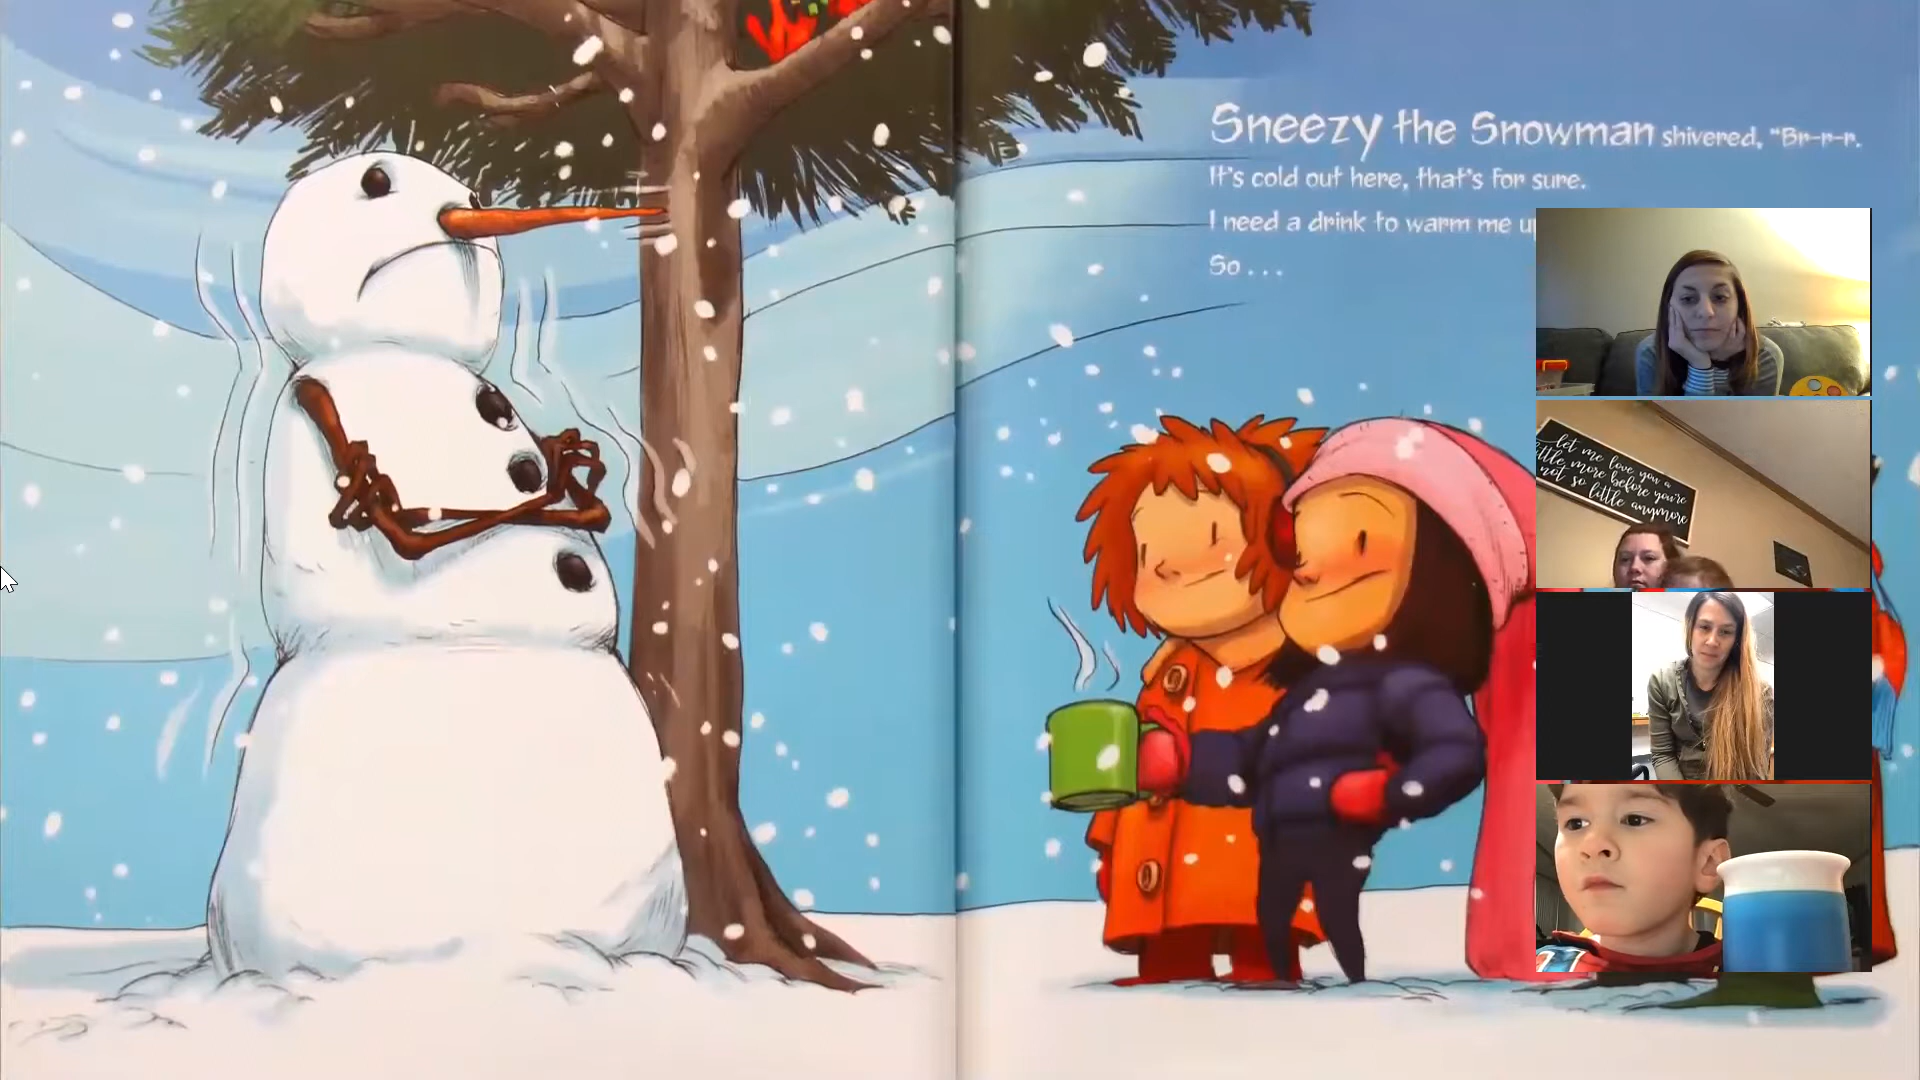 Sneezy the Snowman shivered, "Br-r-r.
It's cold out here, that's for sure.
I need a drink to warm me
So . . .
let me love you a
little more before you're
not so little anymore